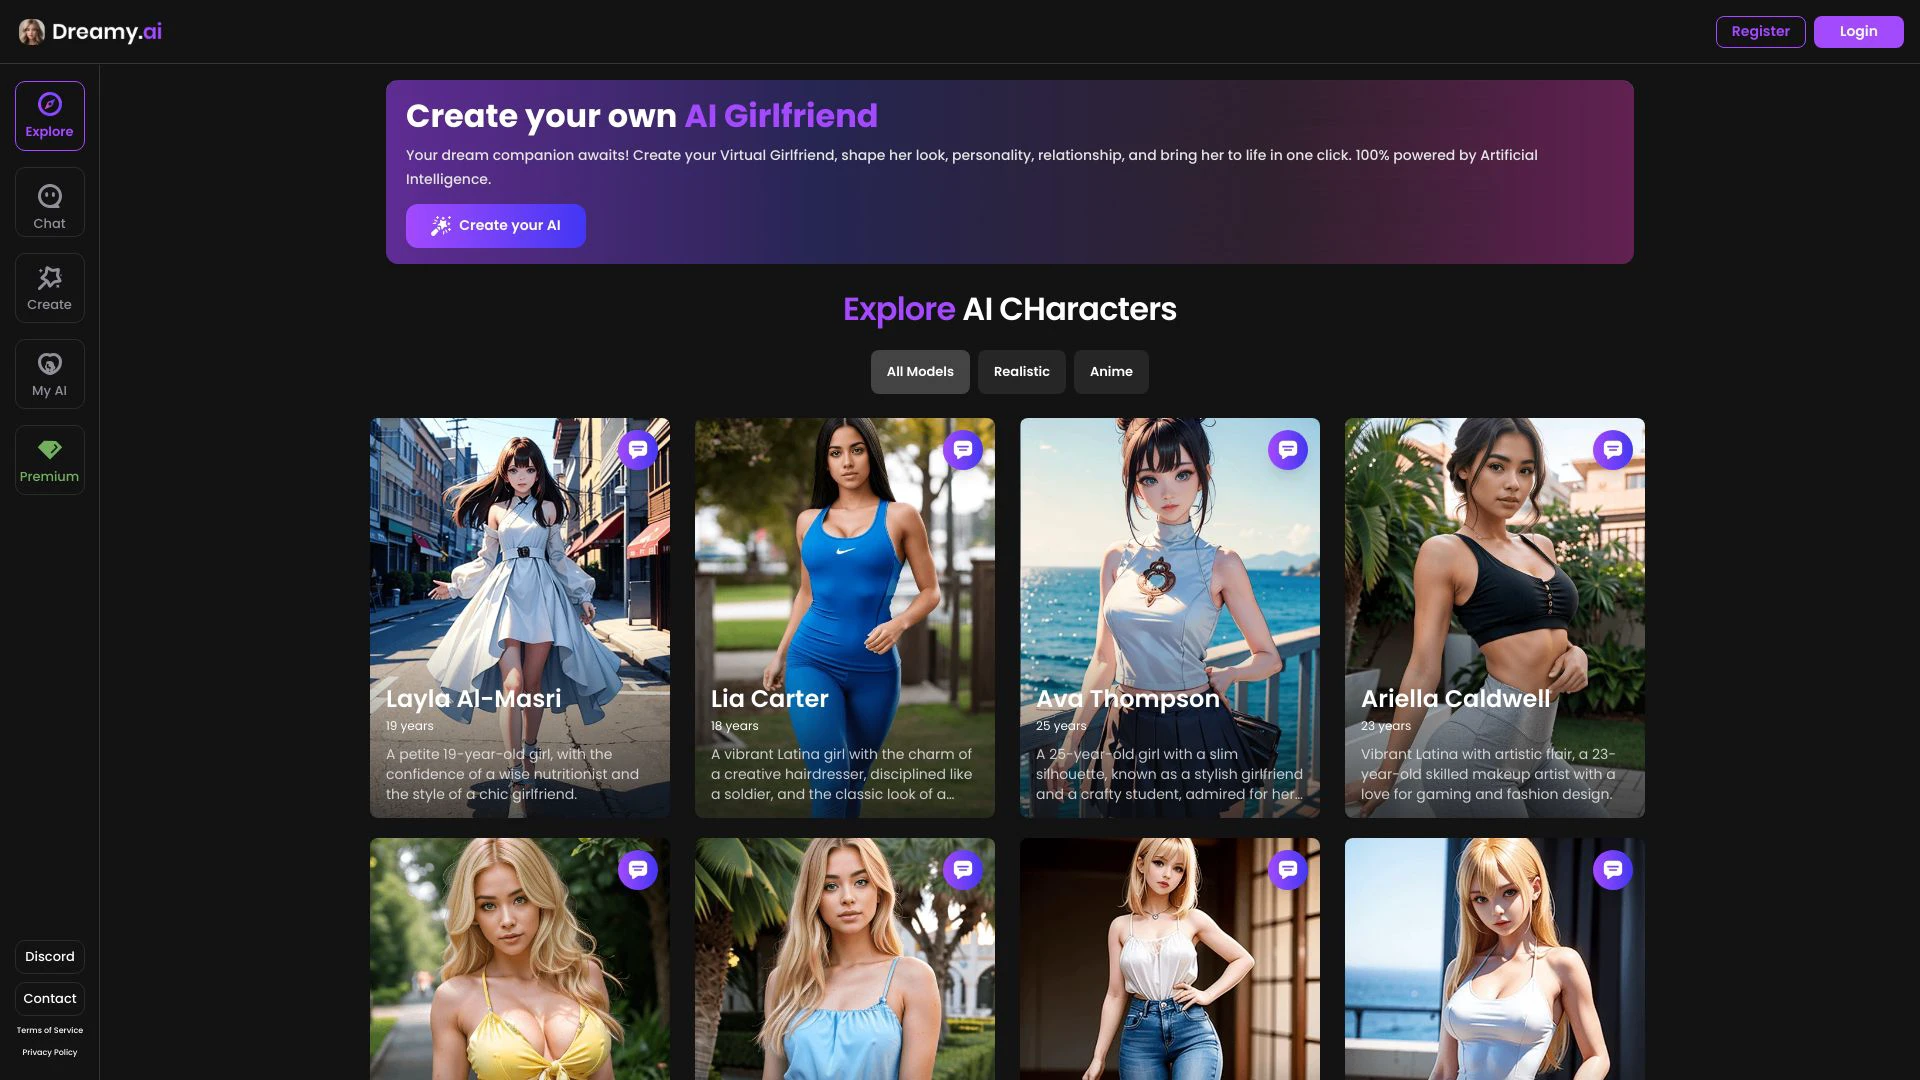 Dreamy.ai
Register
Login
Explore
Chat
Create
My AI
Premium
Discord
Contact
Terms of Service
Privacy Policy
Create your own AI Girlfriend
Your dream companion awaits! Create your Virtual Girlfriend, shape her look, personality, relationship, and bring her to life in one click. 100% powered by Artificial
Intelligence.
Create your AI
Explore AI CHaracters
All Models
Realistic
Anime
Layla Al-Masri
19 years
A petite 19-year-old girl, with the
confidence of a wise nutritionist and
the style of a chic girlfriend.
Lia Carter
18 years
A vibrant Latina girl with the charm of
a creative hairdresser, disciplined like
a soldier, and the classic look of a...
Ava Thompson
25 years
A 25-year-old girl with a slim
silhouette, known as a stylish girlfriend
and a crafty student, admired for her...
Ariella Caldwell
23 years
Vibrant Latina with artistic flair, a 23-
year-old skilled makeup artist with a
love for gaming and fashion design.